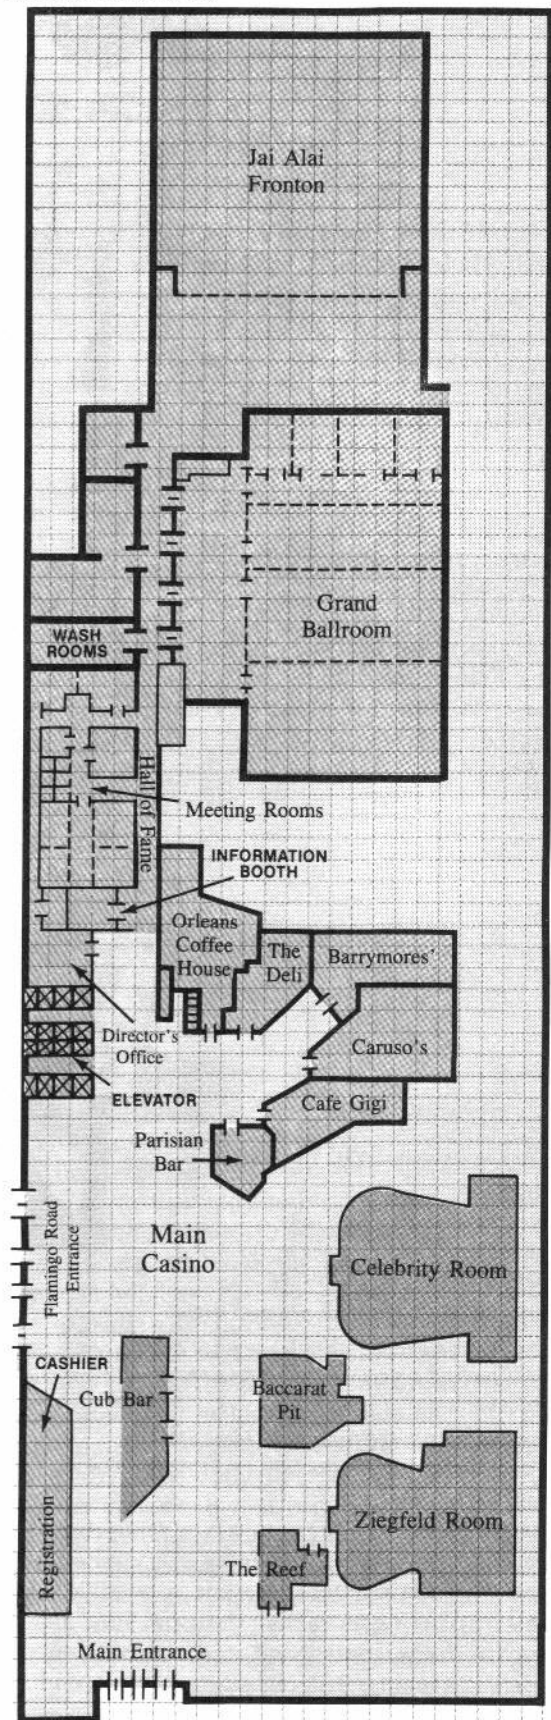 Jai Alai
Fronton
Grand
Ballroom
WASH
ROOMS
Hall of Fame
Meeting Rooms
INFORMATION
BOOTH
Orleans
Coffee
House
The
Deli
Barrymores'
Director's
Office
Caruso's
ELEVATOR
Cafe Gigi
Parisian
Bar
Flamingo Road
Entrance
Main
Casino
Celebrity Room
CASHIER
Cub Bar
Baccarat
Pit
Registration
Ziegfeld Room
The Reef
Main Entrance